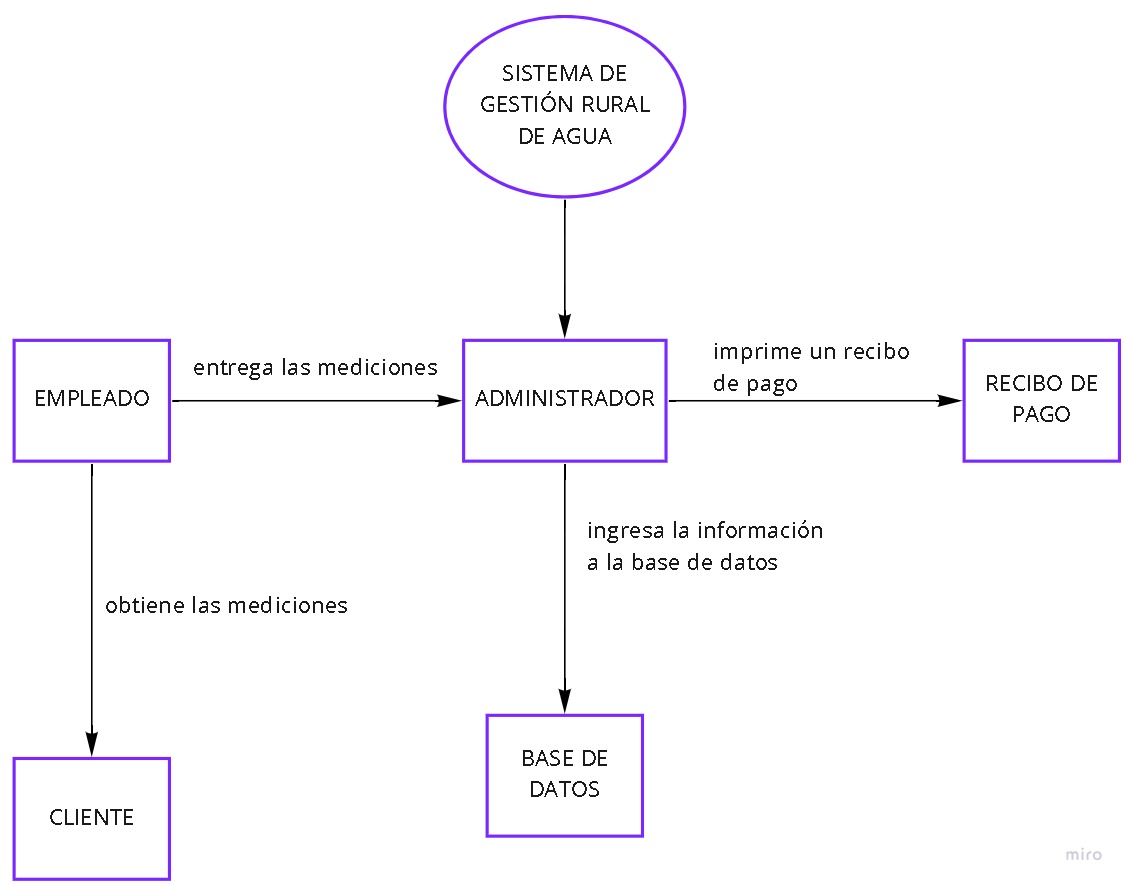 SISTEMA DE
GESTIÓN RURAL
DE AGUA
entrega las mediciones
imprime un recibo
de pago
EMPLEADO
ADMINISTRADOR
RECIBO DE
PAGO
ingresa la información
a la base de datos
obtiene las mediciones
BASE DE
DATOS
CLIENTE
miro